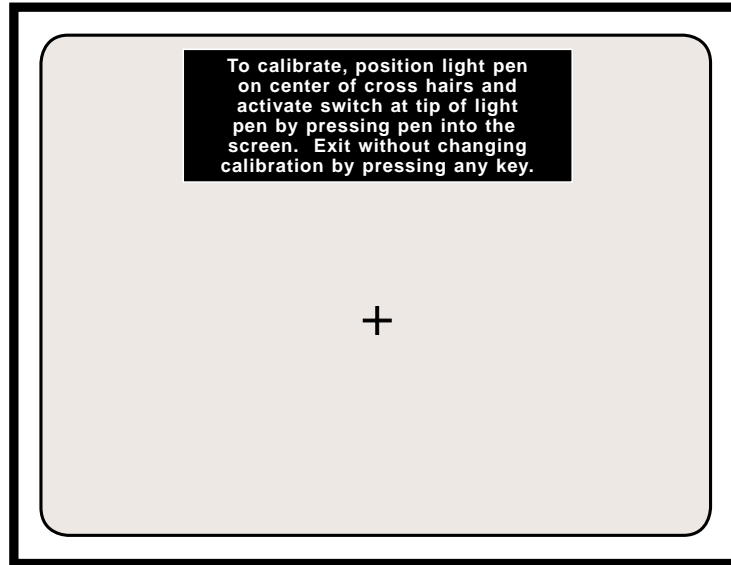 To calibrate, position light pen
on center of cross hairs and
activate switch at tip of light
pen by pressing pen into the
screen.  Exit without changing
calibration by pressing any key.